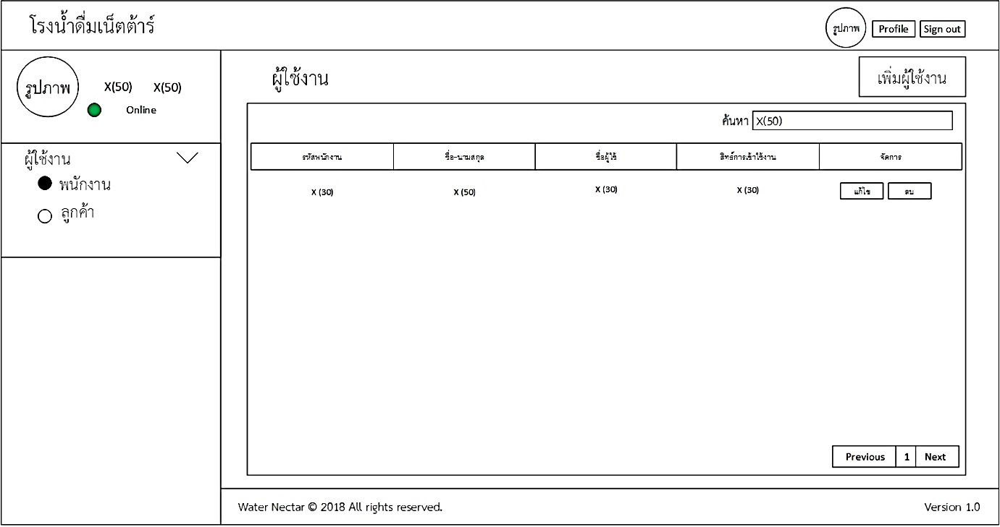 โรงน้ำดื่มเน็ตต้าร์
รูปภาพ Profile Sign out
รูปภาพ X(50) X(50)
Online
ผู้ใช้งาน
พนักงาน
ลูกค้า
ผู้ใช้งาน
เพิ่มผู้ใช้งาน
ค้นหา X(50)
รหัสพนักงาน ชื่อ-นามสกุล ชื่อผู้ใช้ สิทธ์การเข้าใช้งาน จัดการ
X (30) X (50) X (30) X (30) แก้ไข ลบ
Previous 1 Next
Water Nectar © 2018 All rights reserved. Version 1.0